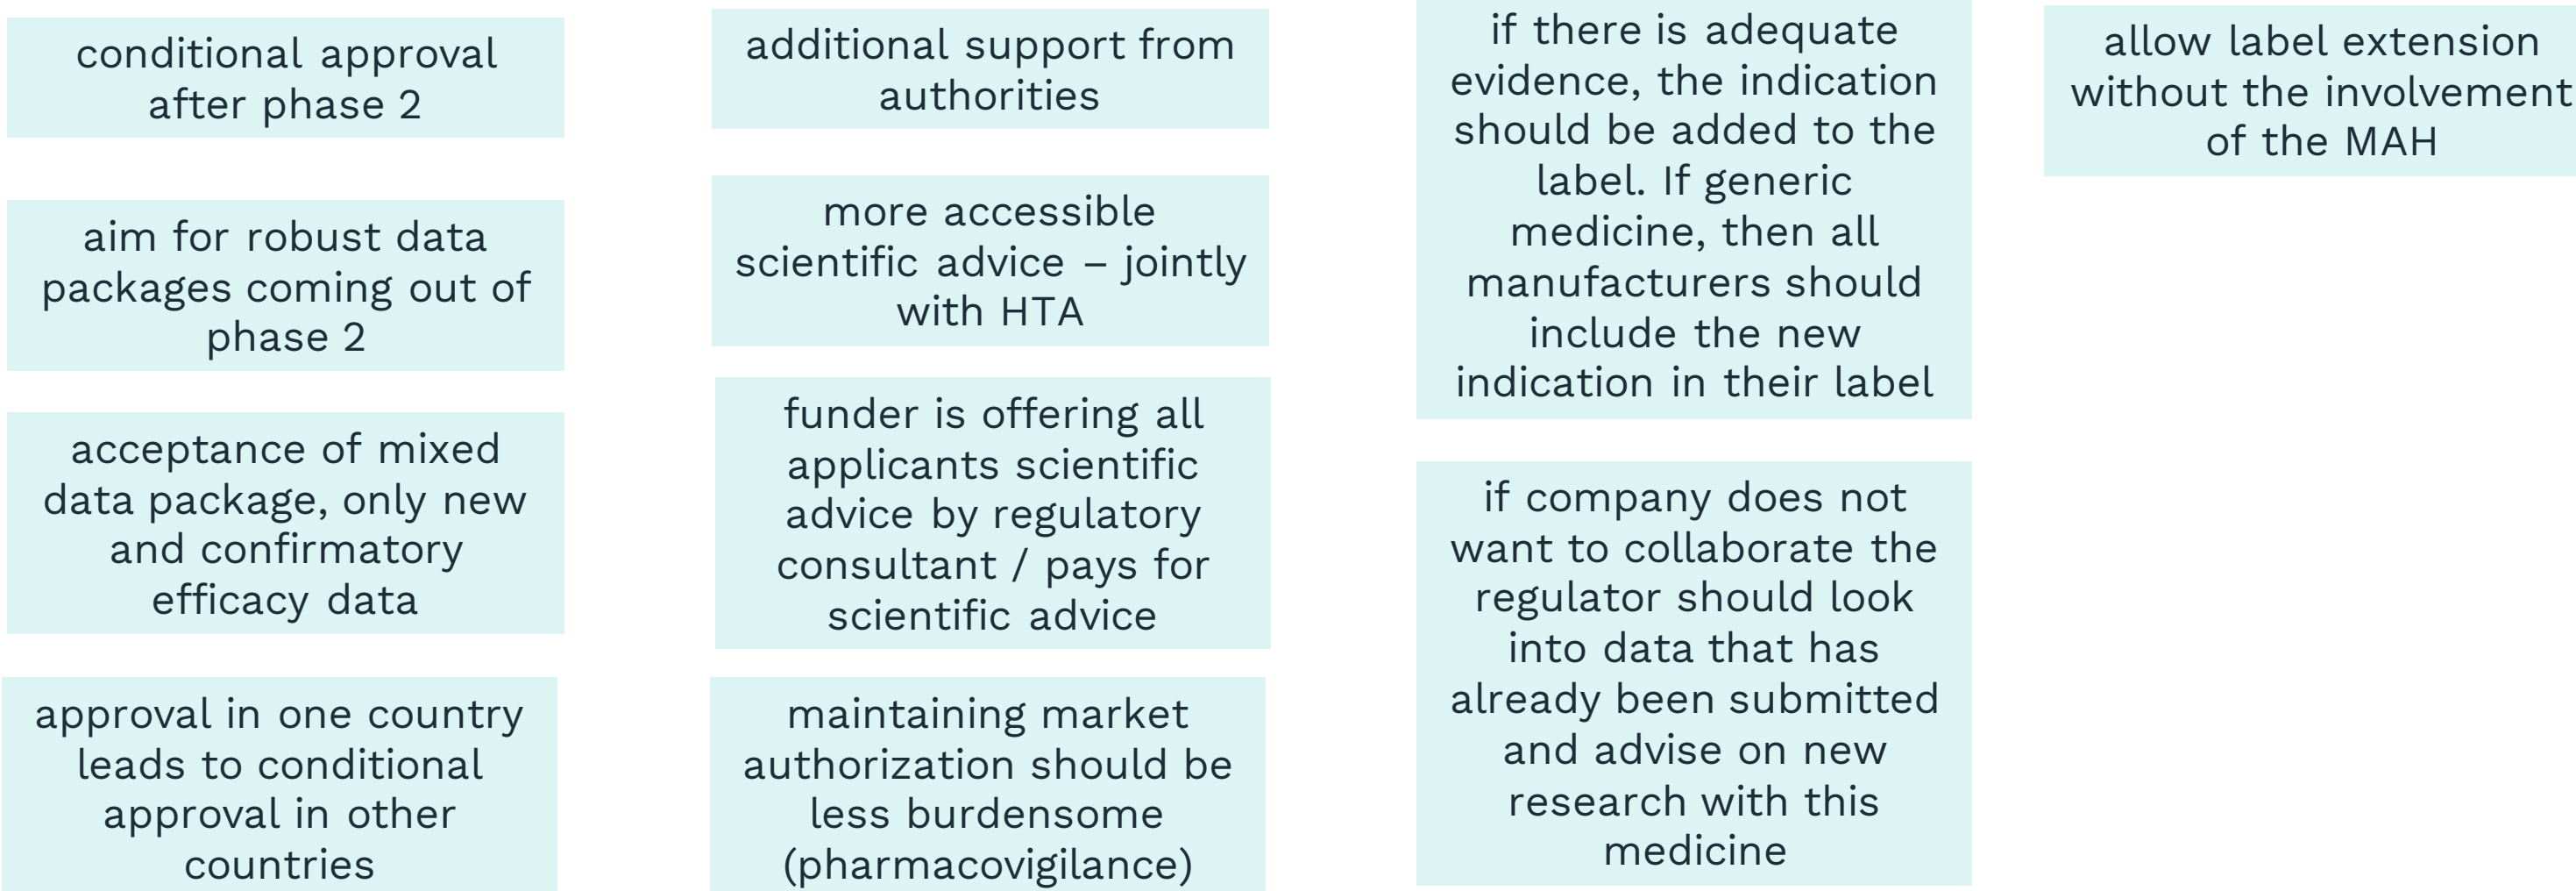 conditional approval
after phase 2
aim for robust data
packages coming out of
phase 2
acceptance of mixed
data package, only new
and confirmatory
efficacy data
approval in one country
leads to conditional
approval in other
countries
additional support from
authorities
more accessible
scientific advice – jointly
with HTA
funder is offering all
applicants scientific
advice by regulatory
consultant / pays for
scientific advice
maintaining market
authorization should be
less burdensome
(pharmacovigilance)
if there is adequate
evidence, the indication
should be added to the
label. If generic
medicine, then all
manufacturers should
include the new
indication in their label
if company does not
want to collaborate the
regulator should look
into data that has
already been submitted
and advise on new
research with this
medicine
allow label extension
without the involvement
of the MAH